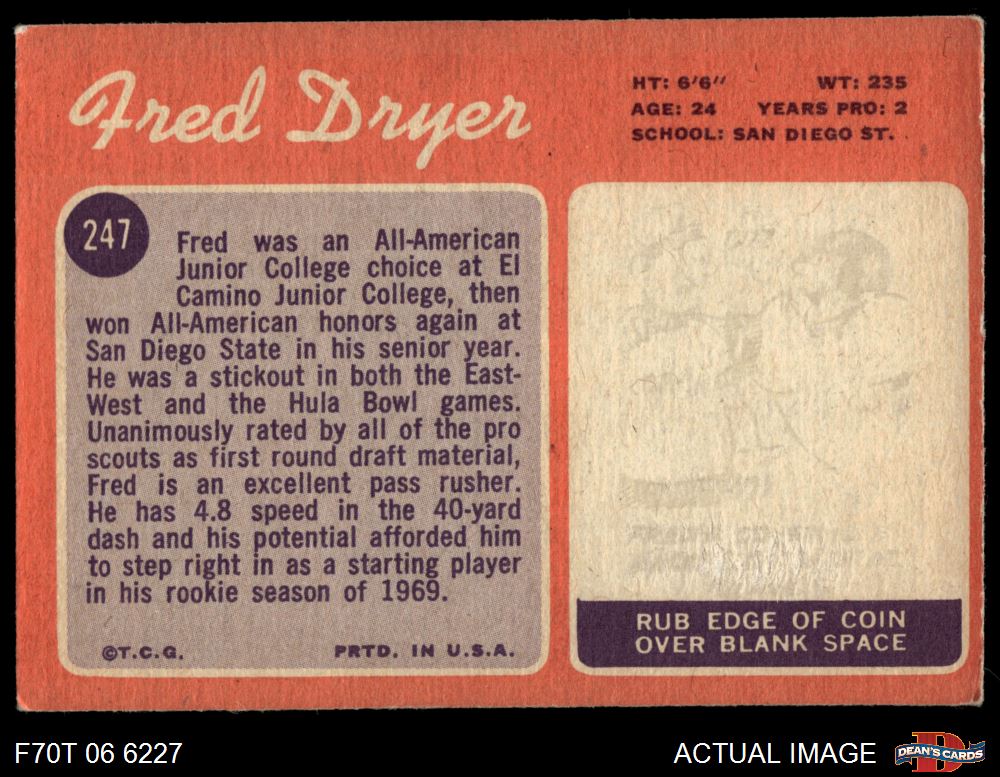 Fred Dryer
HT: 6'6" WT: 235
AGE: 24 YEARS PRO: 2
SCHOOL: SAN DIEGO ST.
247
Fred was an All-American
Junior College choice at El
Camino Junior College, then
won All-American honors again at
San Diego State in his senior year.
He was a stickout in both the East-
West and the Hula Bowl games.
Unanimously rated by all of the pro
scouts as first round draft material,
Fred is an excellent pass rusher.
He has 4.8 speed in the 40-yard
dash and his potential afforded him
to step right in as a starting player
in his rookie season of 1969.
©T.C.G. PRTD. IN U.S.A.
RUB EDGE OF COIN
OVER BLANK SPACE
F70T 06 6227
ACTUAL IMAGE
D
DEAN'S CARDS